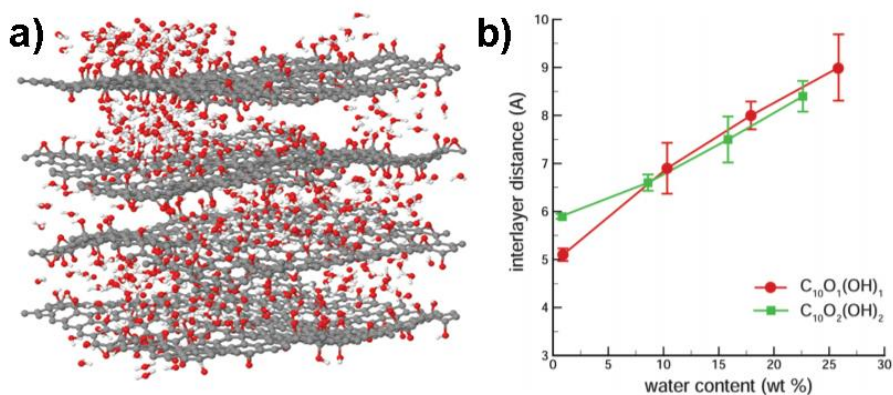 a)
b)
10
9
8
7
6
5
4
3
interlayer distance (A)
C₁₀O₁(OH)₁
C₁₀O₂(OH)₂
0 5 10 15 20 25 30
water content (wt %)